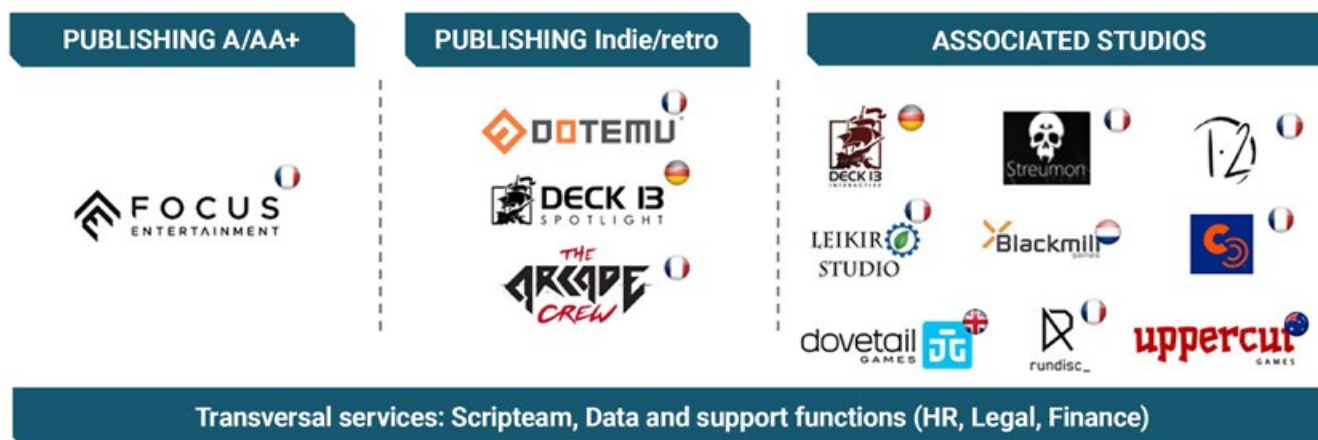 PUBLISHING A/AA+
FOCUS
ENTERTAINMENT
PUBLISHING Indie/retro
DOTEMU
DECK 13
SPOTLIGHT
THE
ARCADE
CREW
ASSOCIATED STUDIOS
DECK 13
INTERACTIVE
Streumon
LEIKIR
STUDIO
Blackmill
games
dovetail
GAMES
rundisc_
uppercut
GAMES
Transversal services: Scripteam, Data and support functions (HR, Legal, Finance)